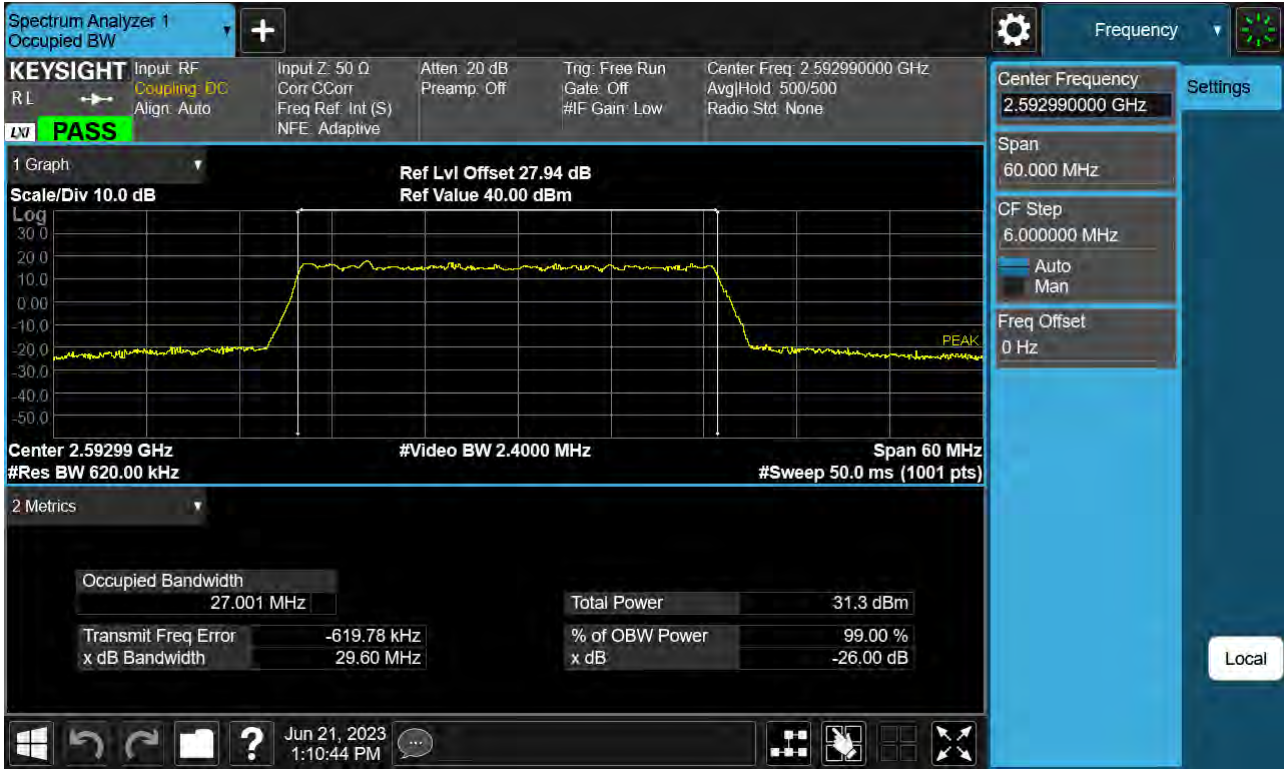 Spectrum Analyzer 1
Occupied BW
+
Frequency
KEYSIGHT
R L
LXI
PASS
Input: RF
Coupling: DC
Align: Auto
Input Z: 50 Ω
Corr CCorr
Freq Ref: Int (S)
NFE: Adaptive
Atten: 20 dB
Preamp: Off
Trig: Free Run
Gate: Off
#IF Gain: Low
Center Freq: 2.592990000 GHz
Avg|Hold: 500/500
Radio Std: None
1 Graph
Scale/Div 10.0 dB
Ref Lvl Offset 27.94 dB
Ref Value 40.00 dBm
Log
30.0
20.0
10.0
0.00
-10.0
-20.0
-30.0
-40.0
-50.0
PEAK
Center 2.59299 GHz
#Video BW 2.4000 MHz
Span 60 MHz
#Res BW 620.00 kHz
#Sweep 50.0 ms (1001 pts)
2 Metrics
Occupied Bandwidth
27.001 MHz
Total Power 31.3 dBm
Transmit Freq Error -619.78 kHz
% of OBW Power 99.00 %
x dB Bandwidth 29.60 MHz
x dB -26.00 dB
Center Frequency
2.592990000 GHz
Settings
Span
60.000 MHz
CF Step
6.000000 MHz
Auto
Man
Freq Offset
0 Hz
Local
?
Jun 21, 2023
1:10:44 PM
...